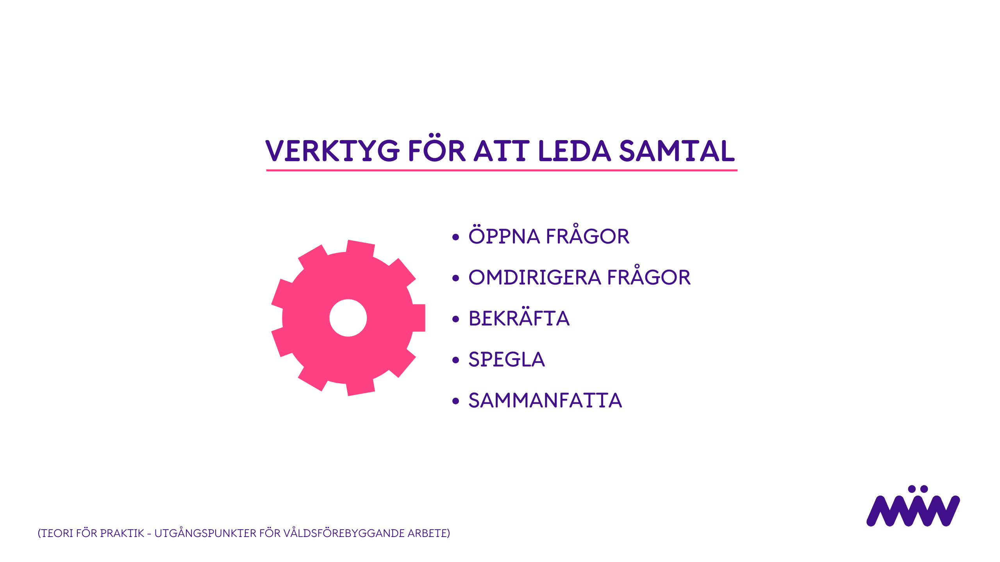 VERKTYG FÖR ATT LEDA SAMTAL
• ÖPPNA FRÅGOR
• OMDIRIGERA FRÅGOR
• BEKRÄFTA
• SPEGLA
• SAMMANFATTA
MÄN
(TEORI FÖR PRAKTIK - UTGÅNGSPUNKTER FÖR VÅLDSFÖREBYGGANDE ARBETE)